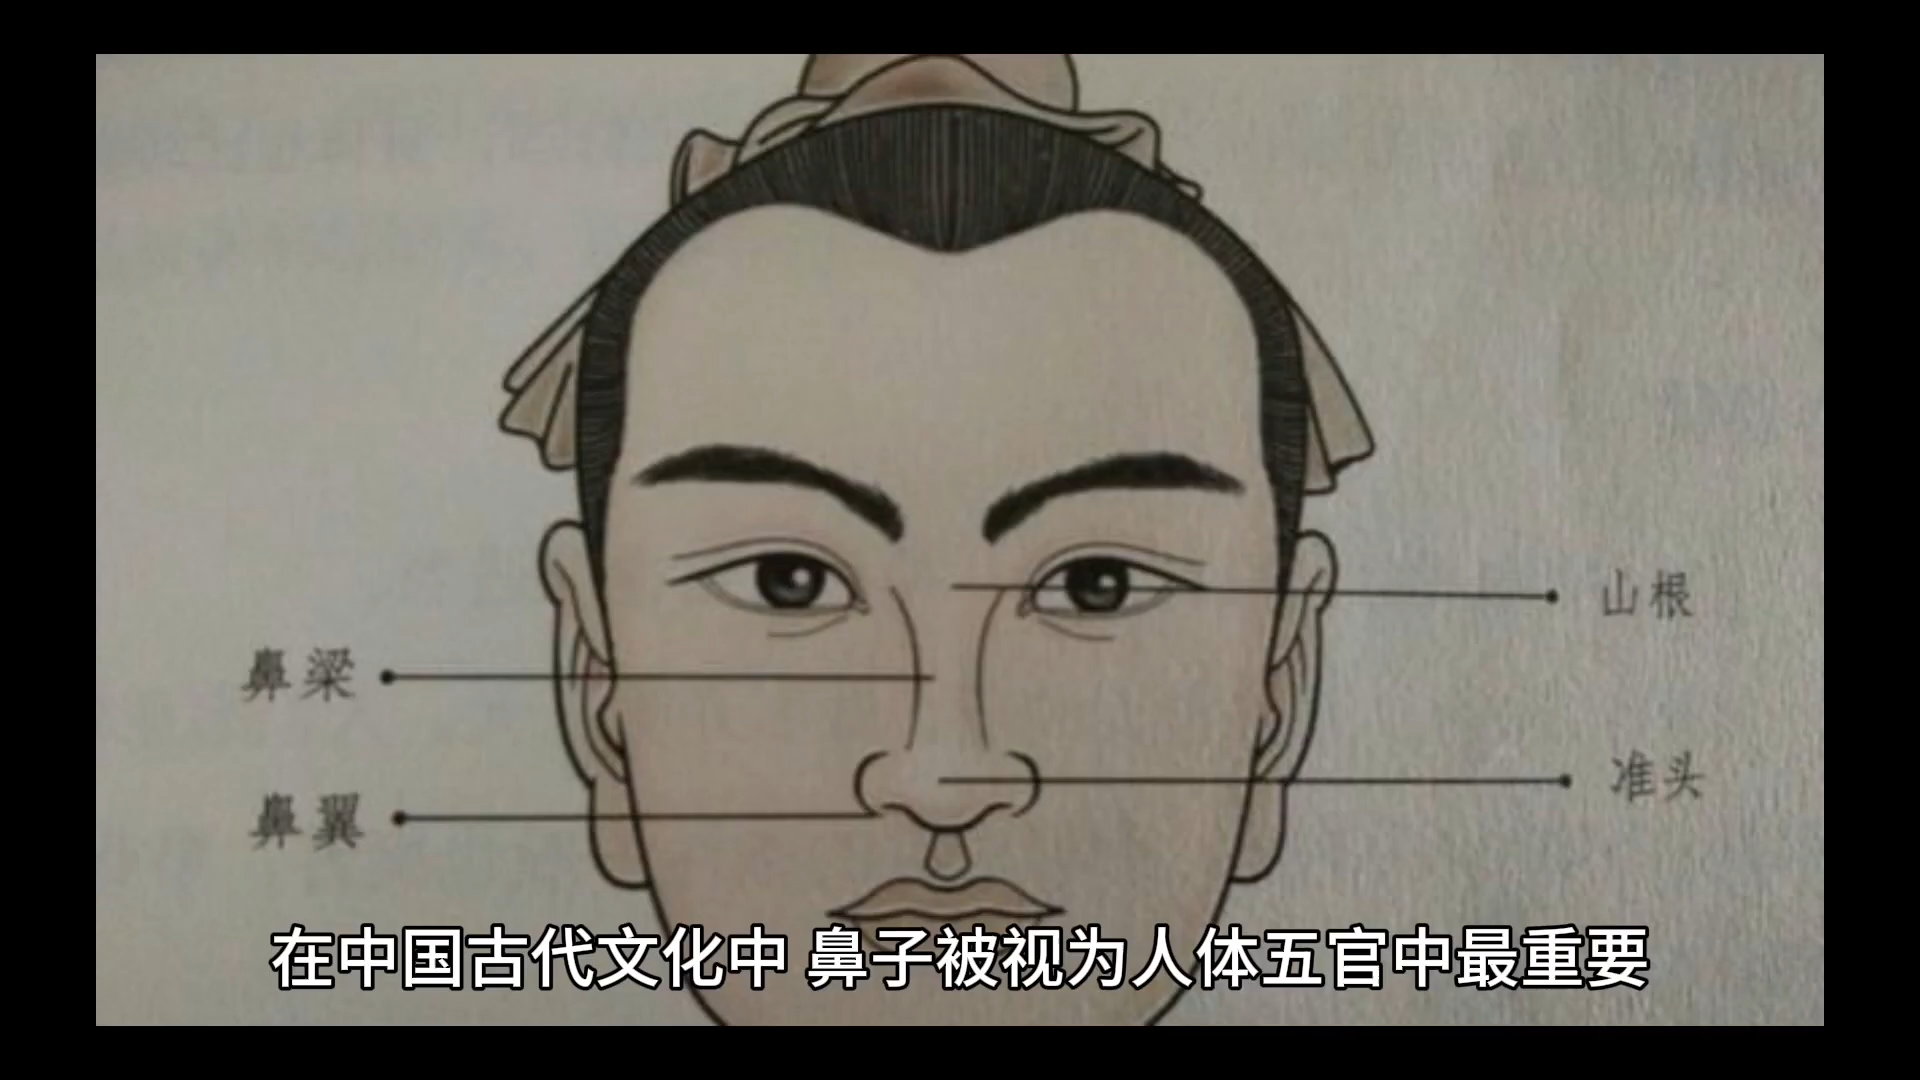 山根
鼻梁
准头
鼻翼
在中国古代文化中 鼻子被视为人体五官中最重要